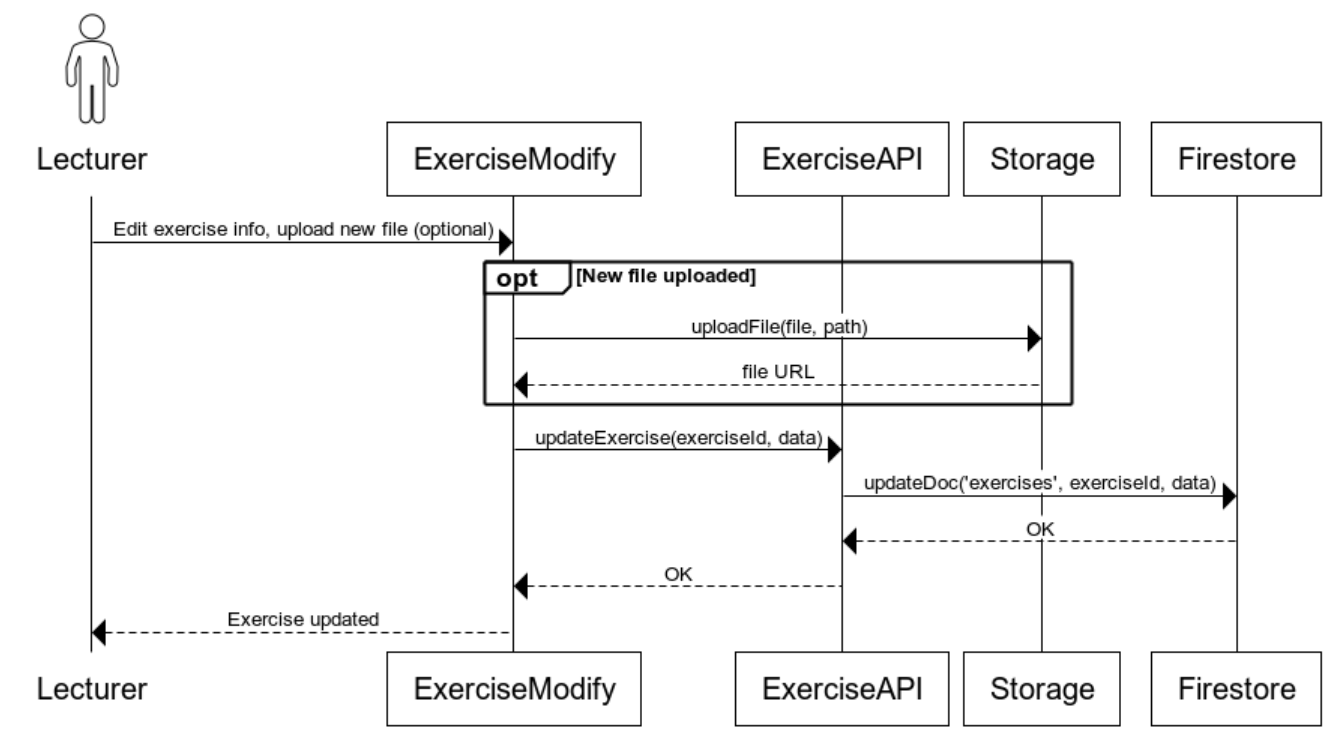 Lecturer
ExerciseModify
ExerciseAPI
Storage
Firestore
Edit exercise info, upload new file (optional)
opt
[New file uploaded]
uploadFile(file, path)
file URL
updateExercise(exerciseId, data)
updateDoc('exercises', exerciseId, data)
OK
OK
Exercise updated
Lecturer
ExerciseModify
ExerciseAPI
Storage
Firestore